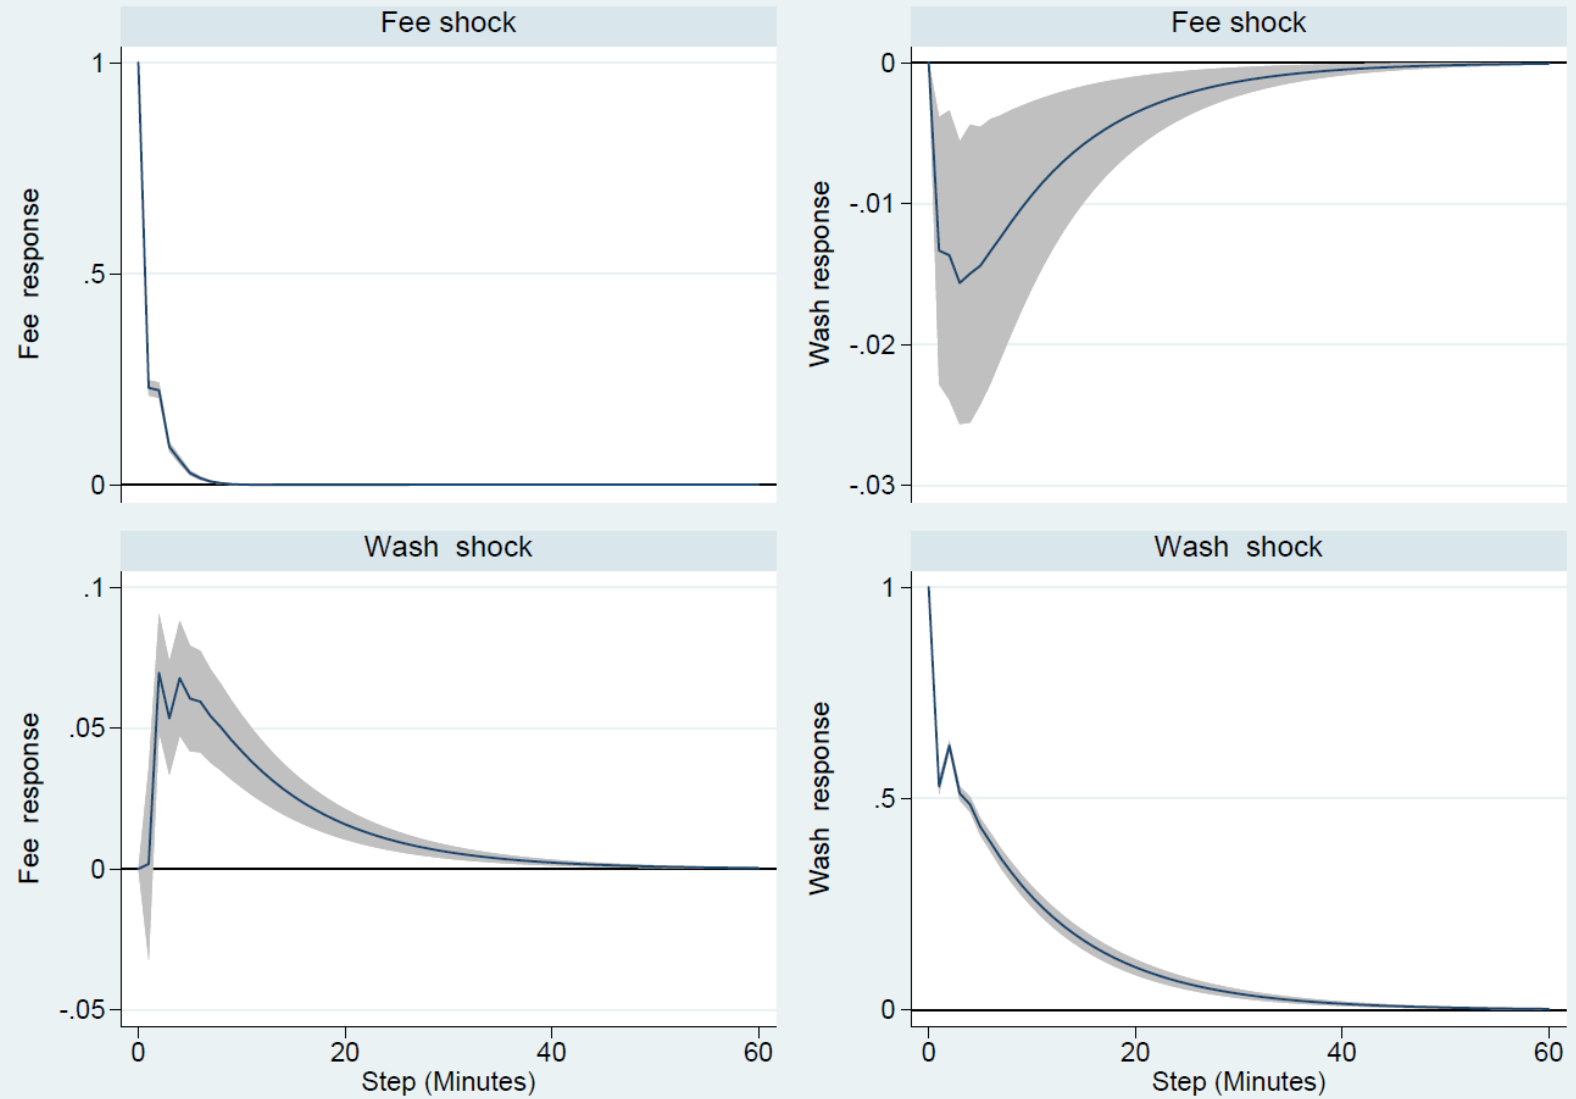 Fee shock
Fee response
1
.5
0
Fee shock
Wash response
0
-.01
-.02
-.03
Wash shock
Fee response
.1
.05
0
-.05
0 20 40 60
Step (Minutes)
Wash shock
Wash response
1
.5
0
0 20 40 60
Step (Minutes)